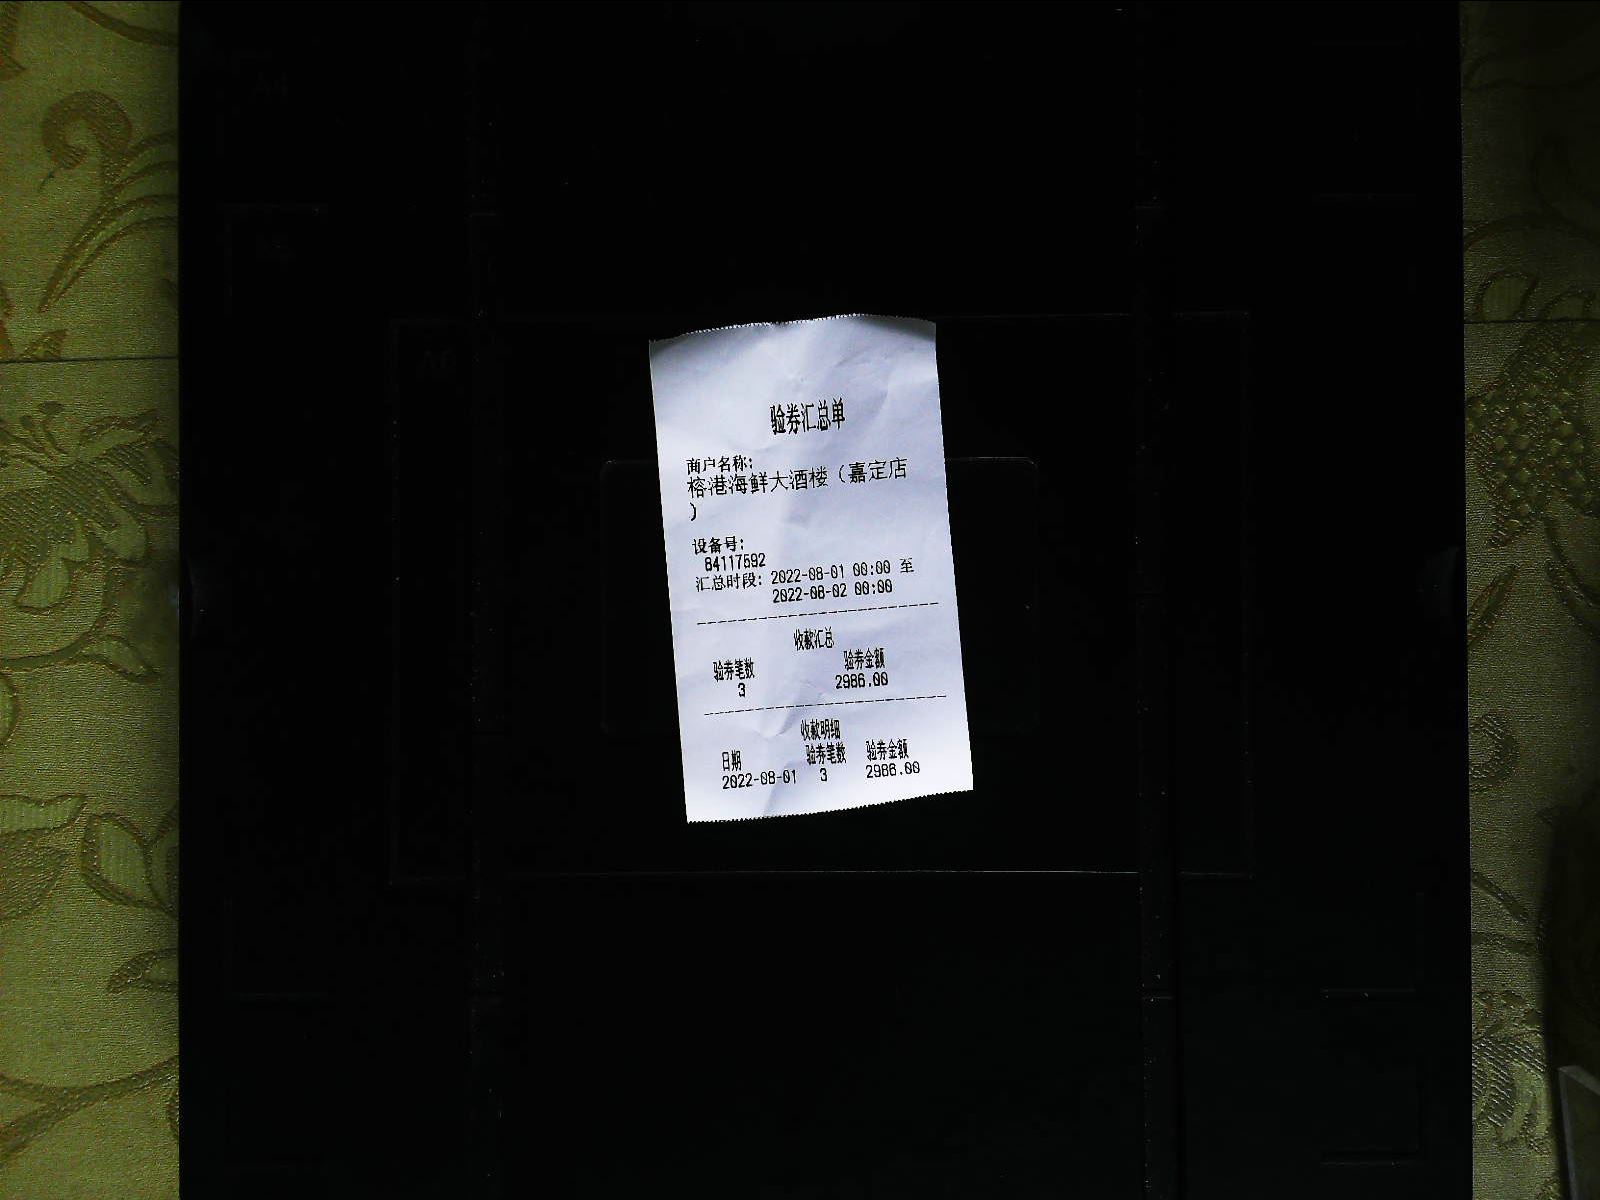 验券汇总单
商户名称:
榕港海鲜大酒楼（嘉定店
）
设备号:
84117592
汇总时段: 2022-08-01 00:00 至
2022-08-02 00:00
收款汇总
验券笔数 验券金额
3 2986.00
收款明细
日期 验券笔数 验券金额
2022-08-01 3 2986.00